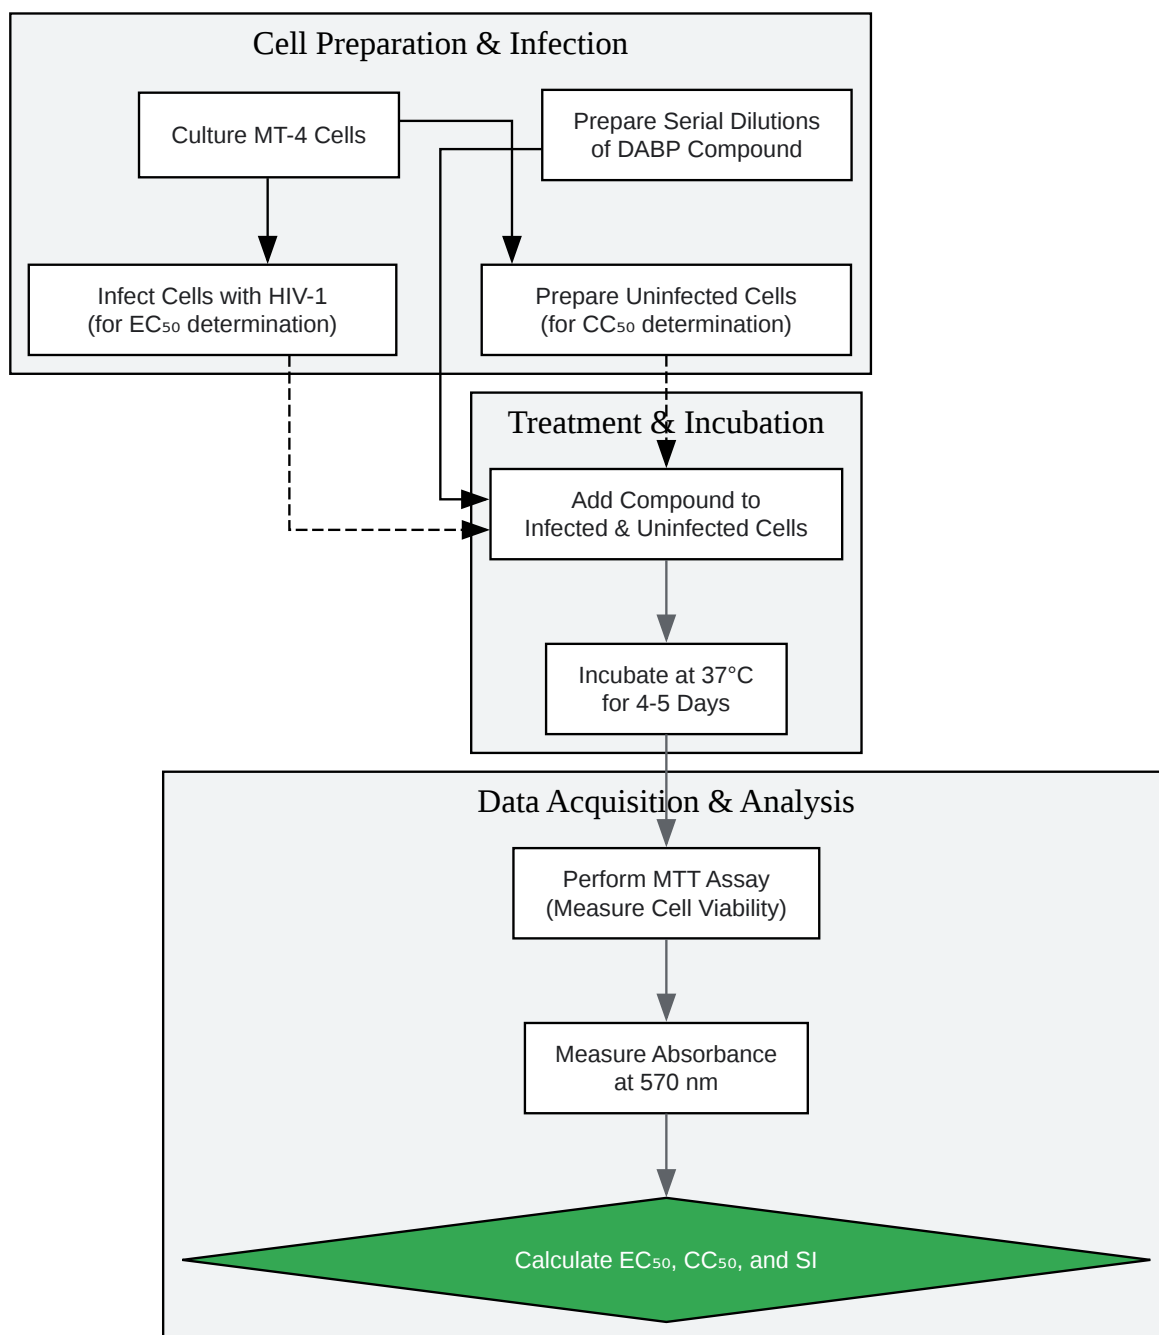 Cell Preparation & Infection
Culture MT-4 Cells
Prepare Serial Dilutions
of DABP Compound
Infect Cells with HIV-1
(for EC₅₀ determination)
Prepare Uninfected Cells
(for CC₅₀ determination)
Treatment & Incubation
Add Compound to
Infected & Uninfected Cells
Incubate at 37°C
for 4-5 Days
Data Acquisition & Analysis
Perform MTT Assay
(Measure Cell Viability)
Measure Absorbance
at 570 nm
Calculate EC₅₀, CC₅₀, and SI